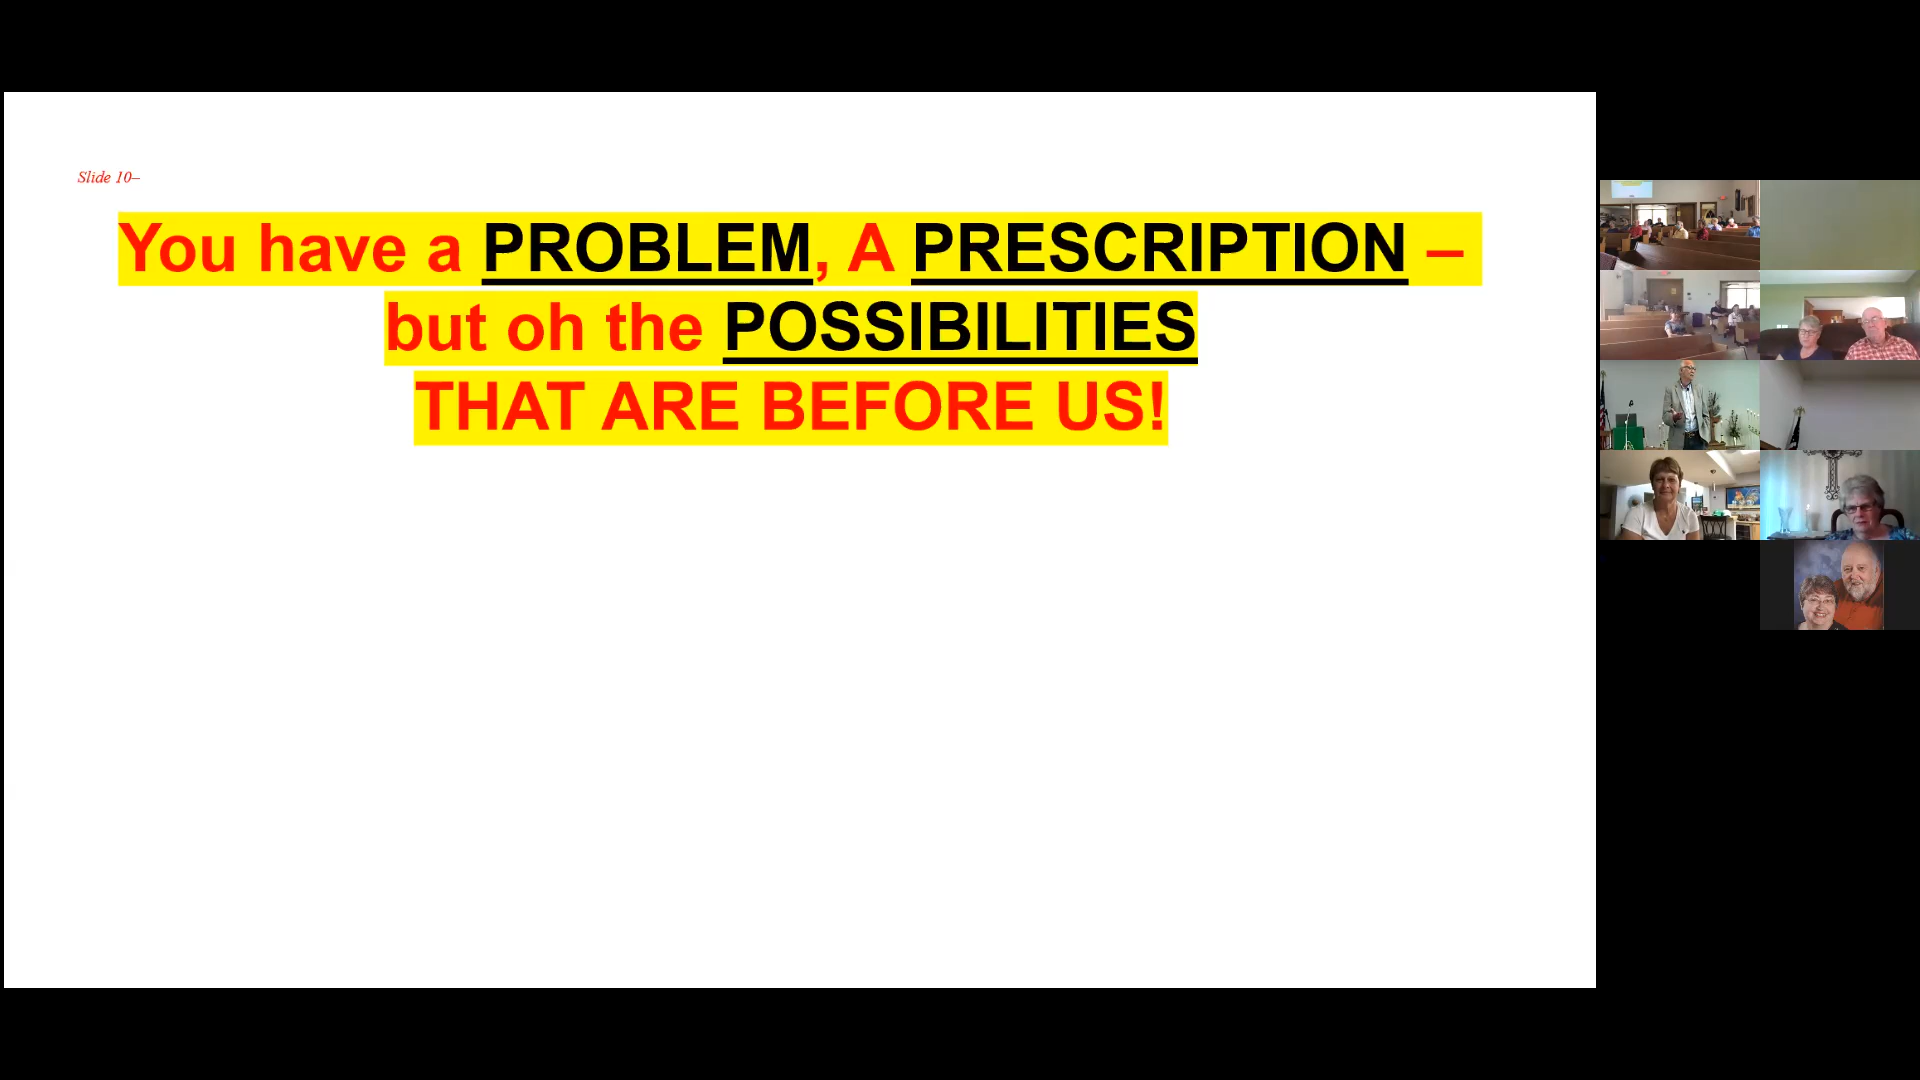 Slide 10–
You have a PROBLEM, A PRESCRIPTION –
but oh the POSSIBILITIES
THAT ARE BEFORE US!